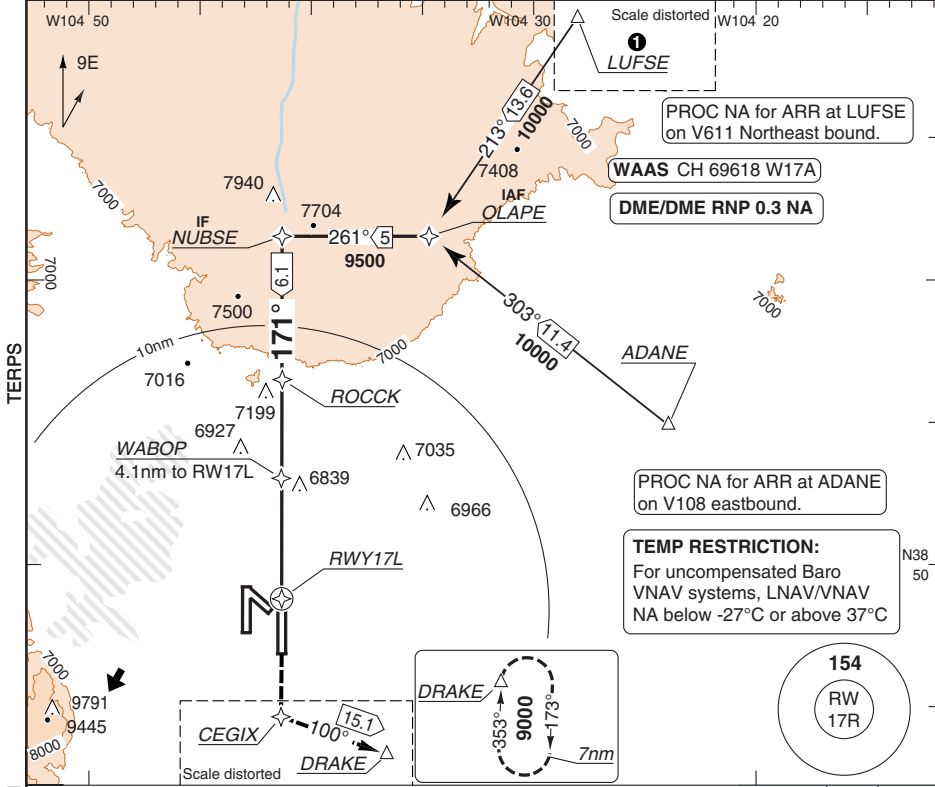 W104 50
W104 30
Scale distorted
W104 20
1
LUFSE
9E
13.6
10000
213°
7000
PROC NA for ARR at LUFSE
on V611 Northeast bound.
7408
WAAS CH 69618 W17A
7000
7940
IAF
OLAPE
DME/DME RNP 0.3 NA
7704
IF
NUBSE
261°
5
9500
7000
6.1
7500
171°
303°
11.4
10000
7000
10nm
7000
ADANE
7016
TERPS
7199
ROCCK
6927
WABOP
4.1nm to RW17L
7035
6839
6966
PROC NA for ARR at ADANE
on V108 eastbound.
RWY17L
TEMP RESTRICTION:
For uncompensated Baro
VNAV systems, LNAV/VNAV
NA below -27°C or above 37°C
N38
50
7000
9791
9445
8000
CEGIX
100°
15.1
DRAKE
Scale distorted
DRAKE
353°
9000
173°
7nm
154
RW
17R